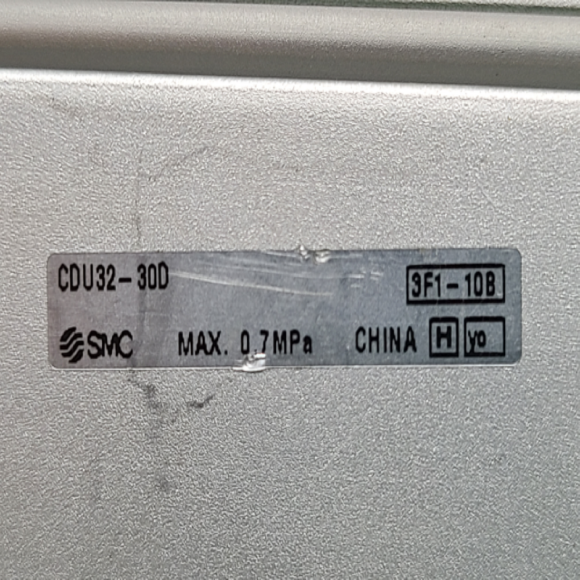 CDU32-30D 3F1-10B
SMC MAX. 0.7MPa CHINA H yo